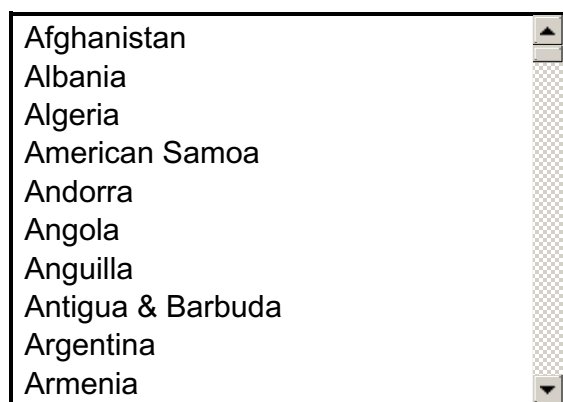 Afghanistan
Albania
Algeria
American Samoa
Andorra
Angola
Anguilla
Antigua & Barbuda
Argentina
Armenia